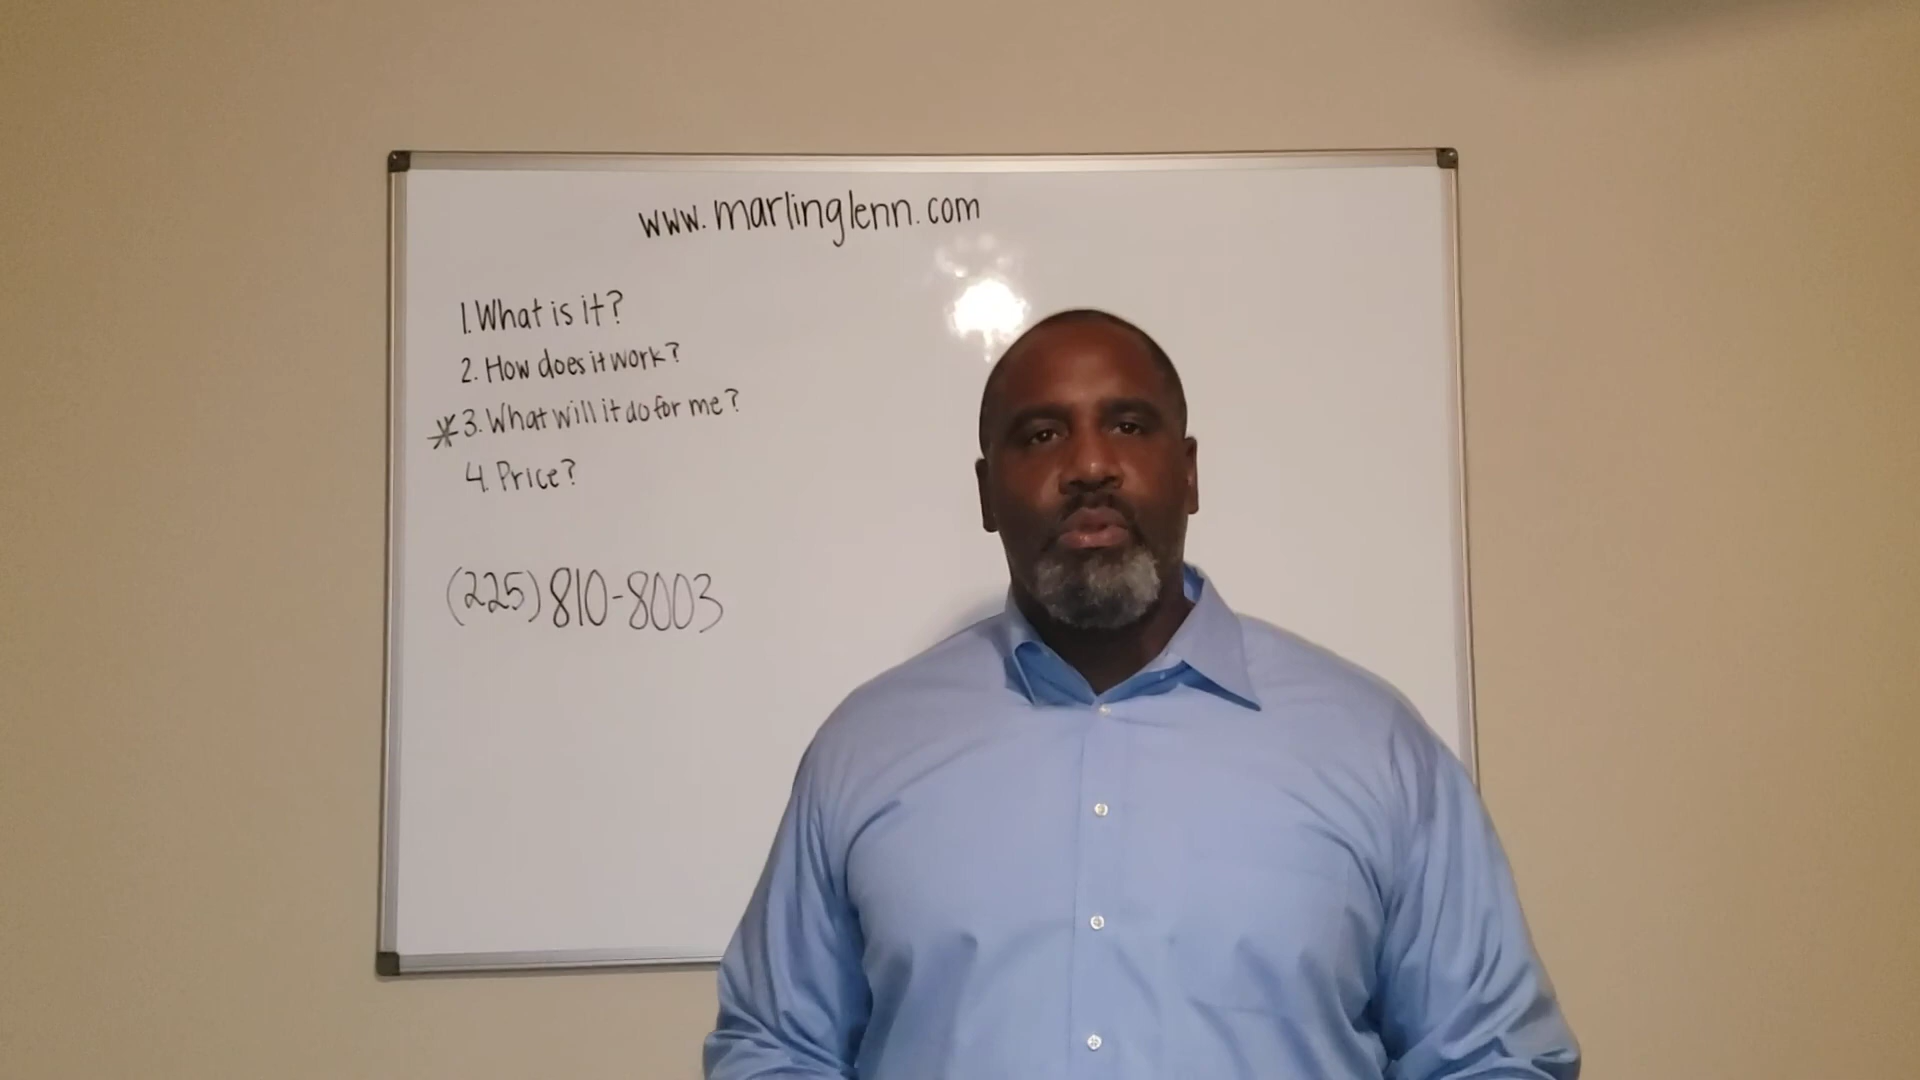 www.marlinglenn.com
1. What is it?
2. How does it work?
* 3. What will it do for me?
4. Price?
(225) 810-8003